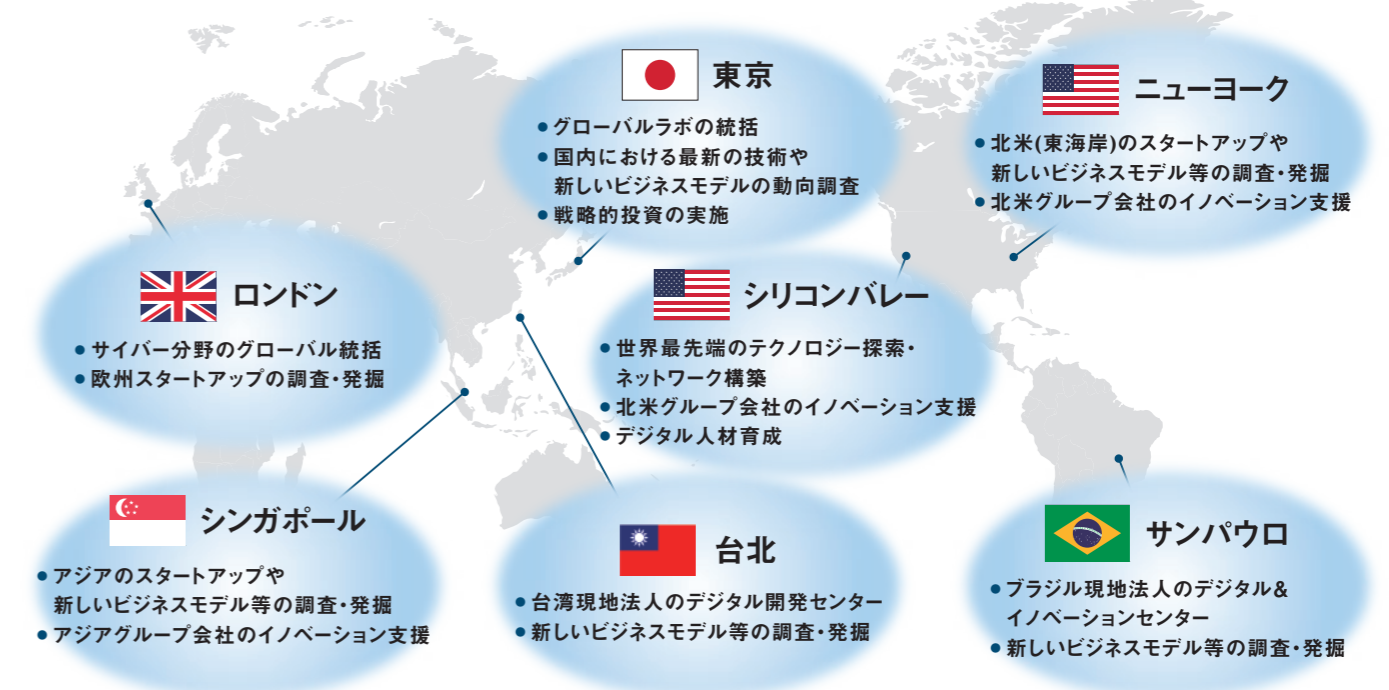 東京
● グローバルラボの統括
● 国内における最新の技術や
新しいビジネスモデルの動向調査
● 戦略的投資の実施
ニューヨーク
● 北米(東海岸)のスタートアップや
新しいビジネスモデル等の調査・発掘
● 北米グループ会社のイノベーション支援
ロンドン
● サイバー分野のグローバル統括
● 欧州スタートアップの調査・発掘
シリコンバレー
● 世界最先端のテクノロジー探索・
ネットワーク構築
● 北米グループ会社のイノベーション支援
● デジタル人材育成
シンガポール
● アジアのスタートアップや
新しいビジネスモデル等の調査・発掘
● アジアグループ会社のイノベーション支援
台北
● 台湾現地法人のデジタル開発センター
● 新しいビジネスモデル等の調査・発掘
サンパウロ
● ブラジル現地法人のデジタル&
イノベーションセンター
● 新しいビジネスモデル等の調査・発掘